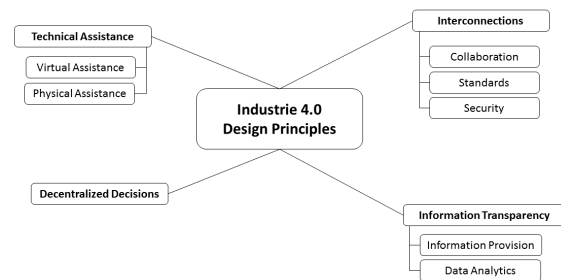 Technical Assistance
Virtual Assistance
Physical Assistance
Interconnections
Collaboration
Standards
Security
Industrie 4.0
Design Principles
Decentralized Decisions
Information Transparency
Information Provision
Data Analytics